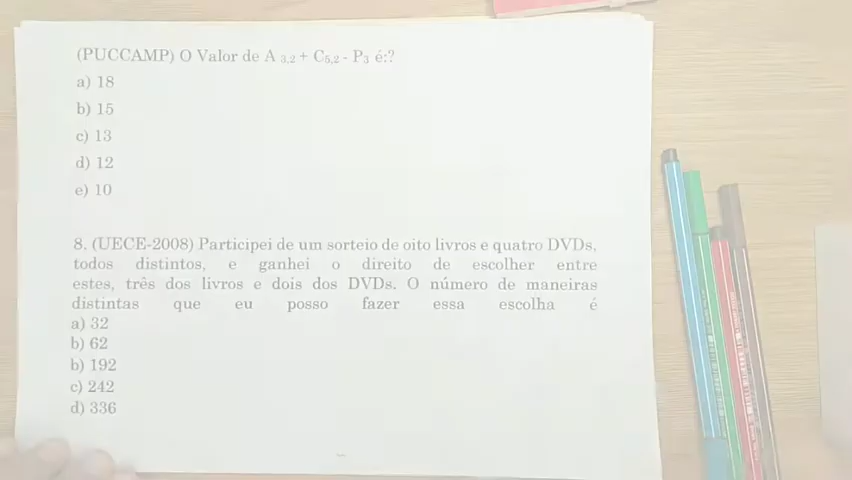 (PUCCAMP) O Valor de A 3,2 + C5,2 - P3 é:?
a) 18
b) 15
c) 13
d) 12
e) 10
8. (UECE-2008) Participei de um sorteio de oito livros e quatro DVDs,
todos distintos, e ganhei o direito de escolher entre
estes, três dos livros e dois dos DVDs. O número de maneiras
distintas que eu posso fazer essa escolha é
a) 32
b) 62
b) 192
c) 242
d) 336